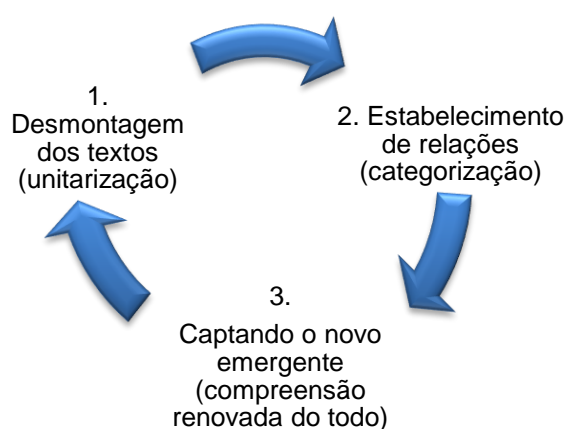 1.
Desmontagem
dos textos
(unitarização)
2. Estabelecimento
de relações
(categorização)
3.
Captando o novo
emergente
(compreensão
renovada do todo)